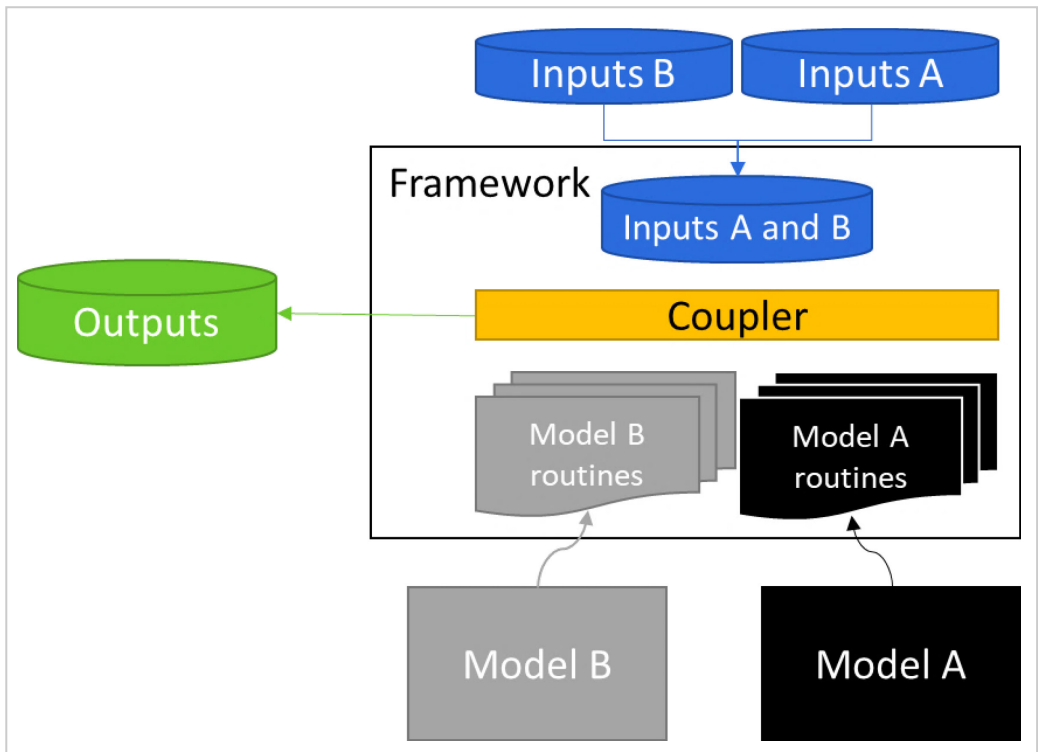 Inputs B
Inputs A
Framework
Inputs A and B
Outputs
Coupler
Model B
routines
Model A
routines
Model B
Model A